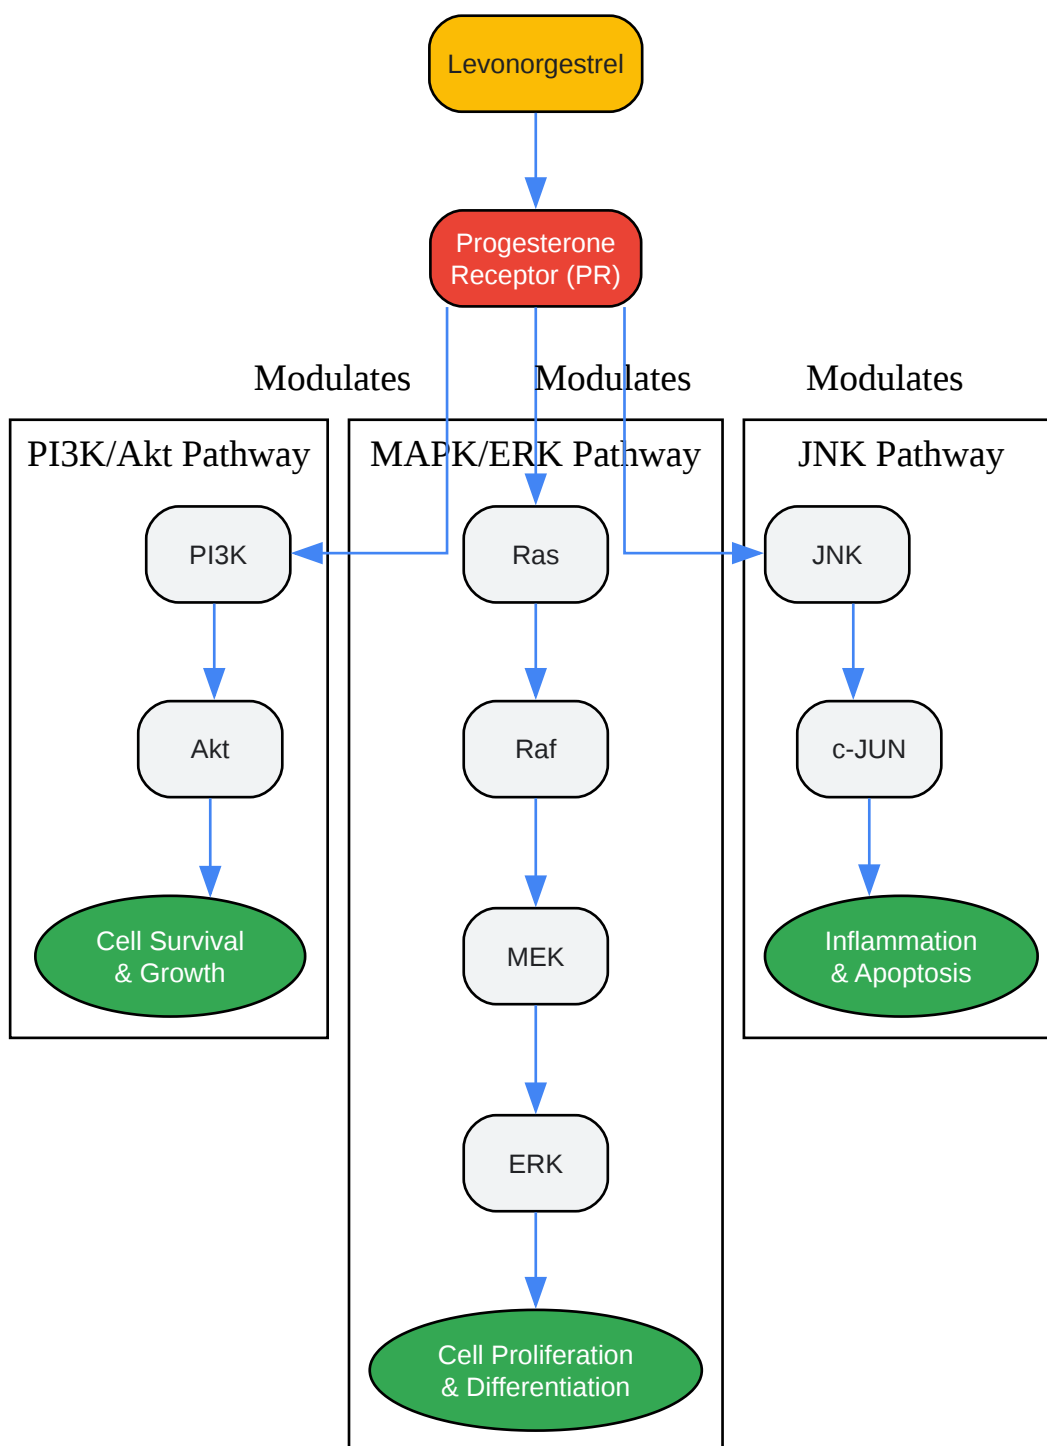 Levonorgestrel
Progesterone
Receptor (PR)
Modulates
Modulates
Modulates
PI3K/Akt Pathway
MAPK/ERK Pathway
JNK Pathway
PI3K
Ras
JNK
Akt
Raf
c-JUN
Cell Survival
& Growth
MEK
Inflammation
& Apoptosis
ERK
Cell Proliferation
& Differentiation